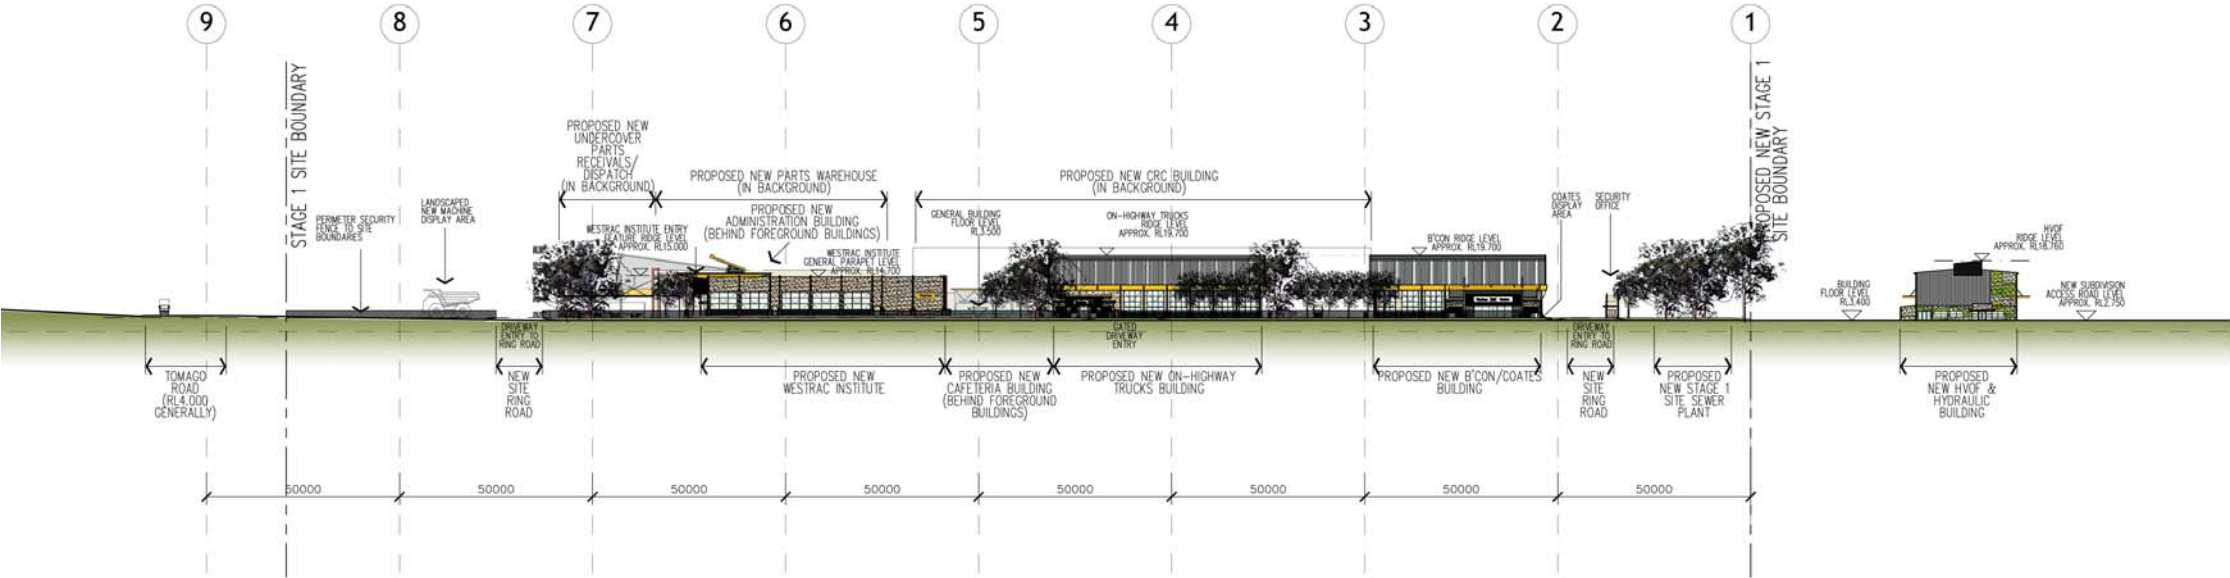 9
8
7
6
5
4
3
2
1
STAGE 1 SITE BOUNDARY
PERIMETER SECURITY
FENCE TO SITE
BOUNDARIES
LANDSCAPED
NEW MACHINE
DISPLAY AREA
PROPOSED NEW
UNDERCOVER
PARTS
RECEIVALS/
DISPATCH
(IN BACKGROUND)
PROPOSED NEW PARTS WAREHOUSE
(IN BACKGROUND)
PROPOSED NEW
ADMINISTRATION BUILDING
(BEHIND FOREGROUND BUILDINGS)
WESTRAC INSTITUTE ENTRY
FEATURE RIDGE LEVEL
APPROX. RL15.000
WESTRAC INSTITUTE
GENERAL PARAPET LEVEL
APPROX. RL14.700
PROPOSED NEW CRC BUILDING
(IN BACKGROUND)
GENERAL BUILDING
FLOOR LEVEL
RL3.500
ON-HIGHWAY TRUCKS
RIDGE LEVEL
APPROX. RL19.700
B'CON RIDGE LEVEL
APPROX. RL19.700
COATES
DISPLAY
AREA
SECURITY
OFFICE
PROPOSED NEW STAGE 1
SITE BOUNDARY
BUILDING
FLOOR LEVEL
RL3.400
HVOF
RIDGE LEVEL
APPROX. RL18.760
NEW SUBDIVISION
ACCESS ROAD LEVEL
APPROX. RL2.750
DRIVEWAY
ENTRY TO
RING ROAD
GATED
DRIVEWAY
ENTRY
DRIVEWAY
ENTRY TO
RING ROAD
TOMAGO
ROAD
(RL4.000
GENERALLY)
NEW
SITE
RING
ROAD
PROPOSED NEW
WESTRAC INSTITUTE
PROPOSED NEW
CAFETERIA BUILDING
(BEHIND FOREGROUND
BUILDINGS)
PROPOSED NEW ON-HIGHWAY
TRUCKS BUILDING
PROPOSED NEW B'CON/COATES
BUILDING
NEW
SITE
RING
ROAD
PROPOSED
NEW STAGE 1
SITE SEWER
PLANT
PROPOSED
NEW HVOF &
HYDRAULIC
BUILDING
50000
50000
50000
50000
50000
50000
50000
50000